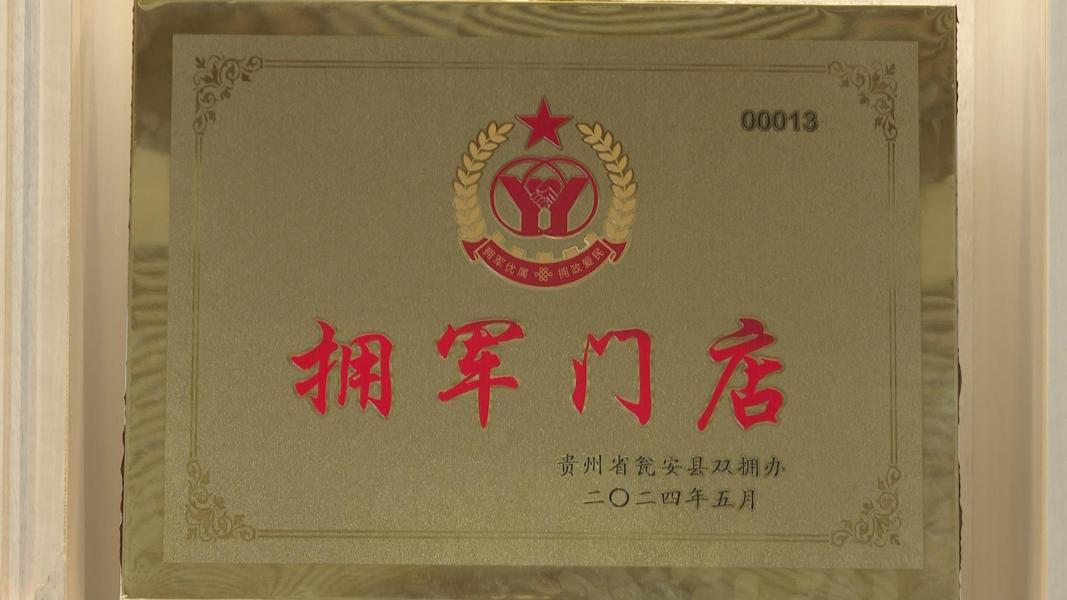 00013
拥军优属 拥政爱民
拥军门店
贵州省瓮安县双拥办
二〇二四年五月